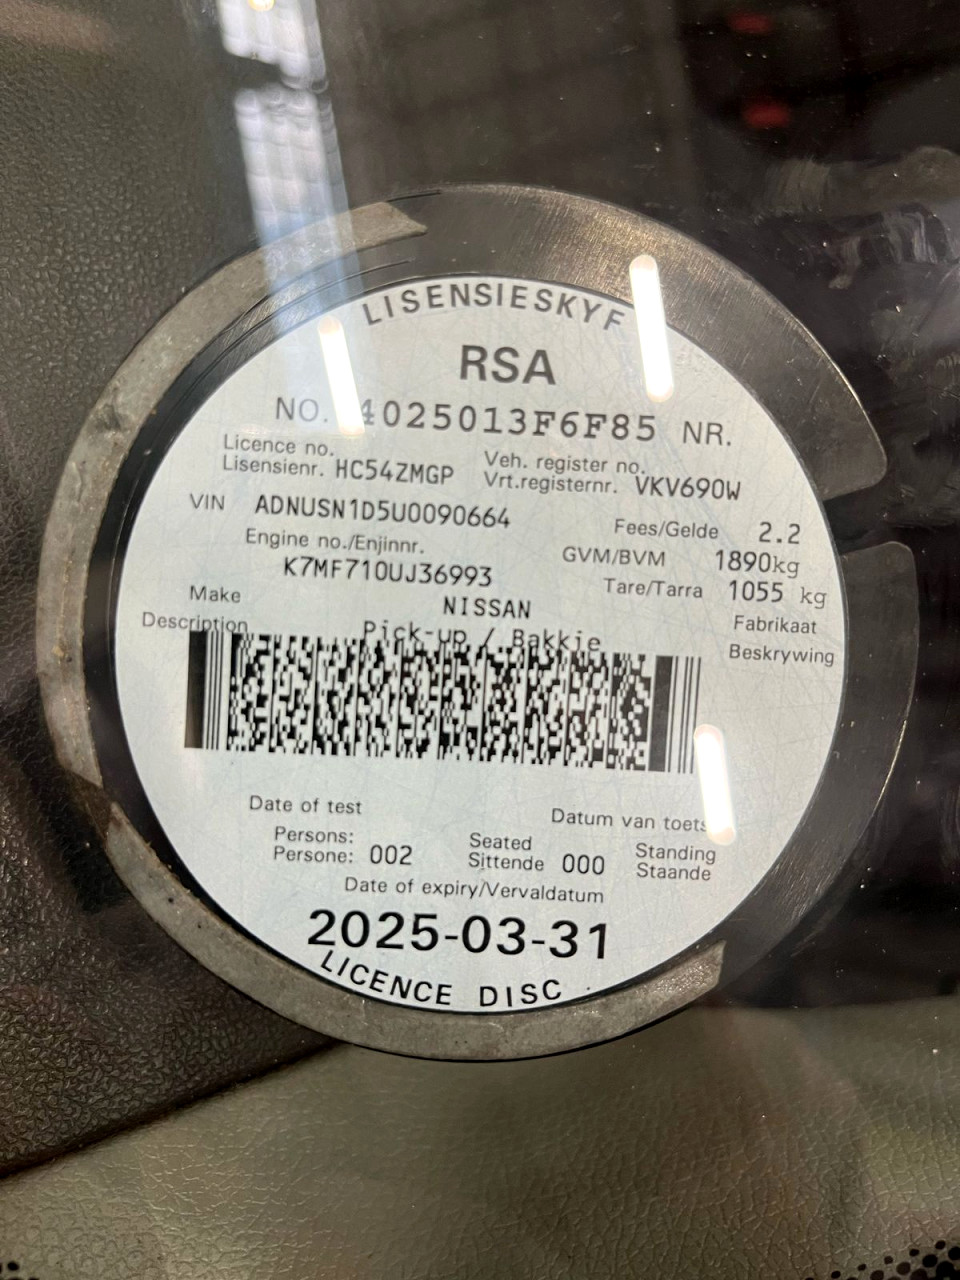 LISENSIESKYF
RSA
NO. 4025013F6F85 NR.
Licence no.
Lisensienr. HC54ZMGP
Veh. register no.
Vrt.registernr. VKV690W
VIN ADNUSN1D5U0090664
Fees/Gelde 2.2
Engine no./Enjinnr.
GVM/BVM 1890kg
K7MF710UJ36993
Tare/Tarra 1055 kg
Make NISSAN Fabrikaat
Description Pick-up / Bakkie Beskrywing
Date of test Datum van toets
Persons: Seated Standing
Persone: 002 Sittende 000 Staande
Date of expiry/Vervaldatum
2025-03-31
LICENCE DISC